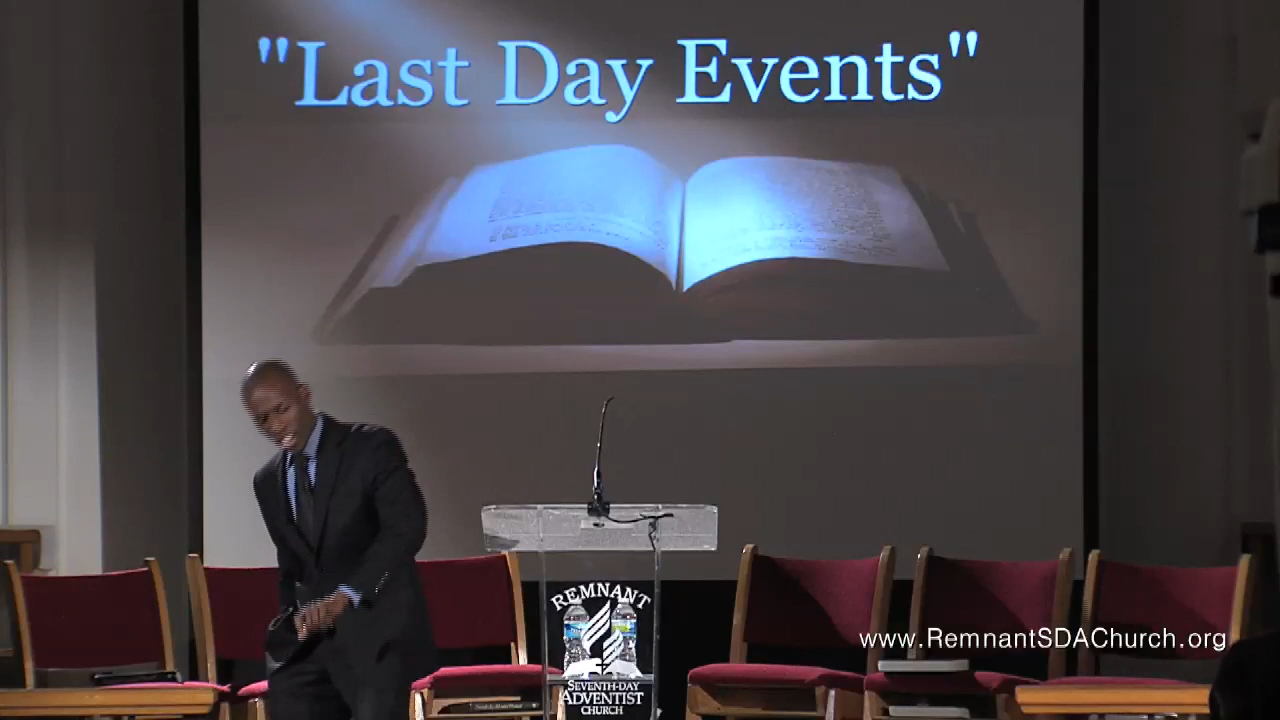 "Last Day Events"
REMNANT
SEVENTH-DAY
ADVENTIST
CHURCH
www.RemnantSDAChurch.org